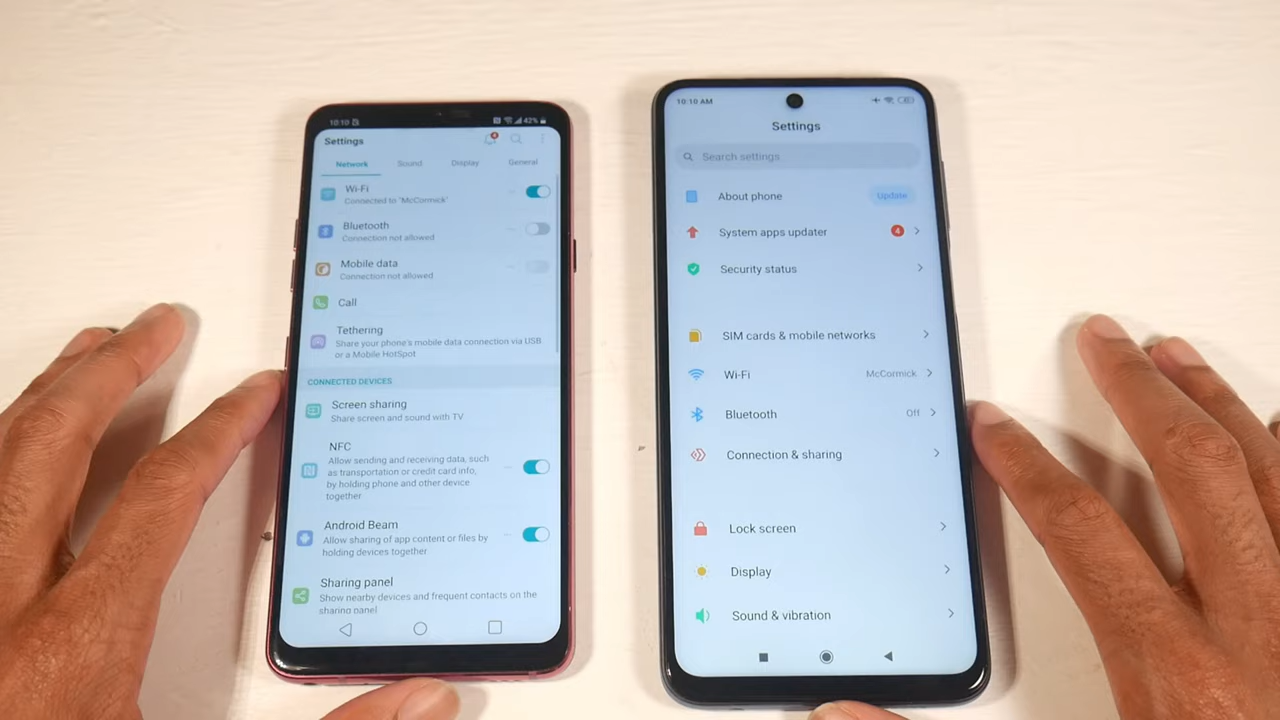 10:10
42%
Settings
4
Network Sound Display General
Wi-Fi
Connected to "McCormick"
Bluetooth
Connection not allowed
Mobile data
Connection not allowed
Call
Tethering
Share your phone's mobile data connection via USB
or a Mobile HotSpot
CONNECTED DEVICES
Screen sharing
Share screen and sound with TV
NFC
Allow sending and receiving data, such
as transportation or credit card info,
by holding phone and other device
together
Android Beam
Allow sharing of app content or files by
holding devices together
Sharing panel
Show nearby devices and frequent contacts on the
sharing panel
10:10 AM
Settings
Search settings
About phone Update
System apps updater 4
Security status
SIM cards & mobile networks
Wi-Fi McCormick
Bluetooth Off
Connection & sharing
Lock screen
Display
Sound & vibration